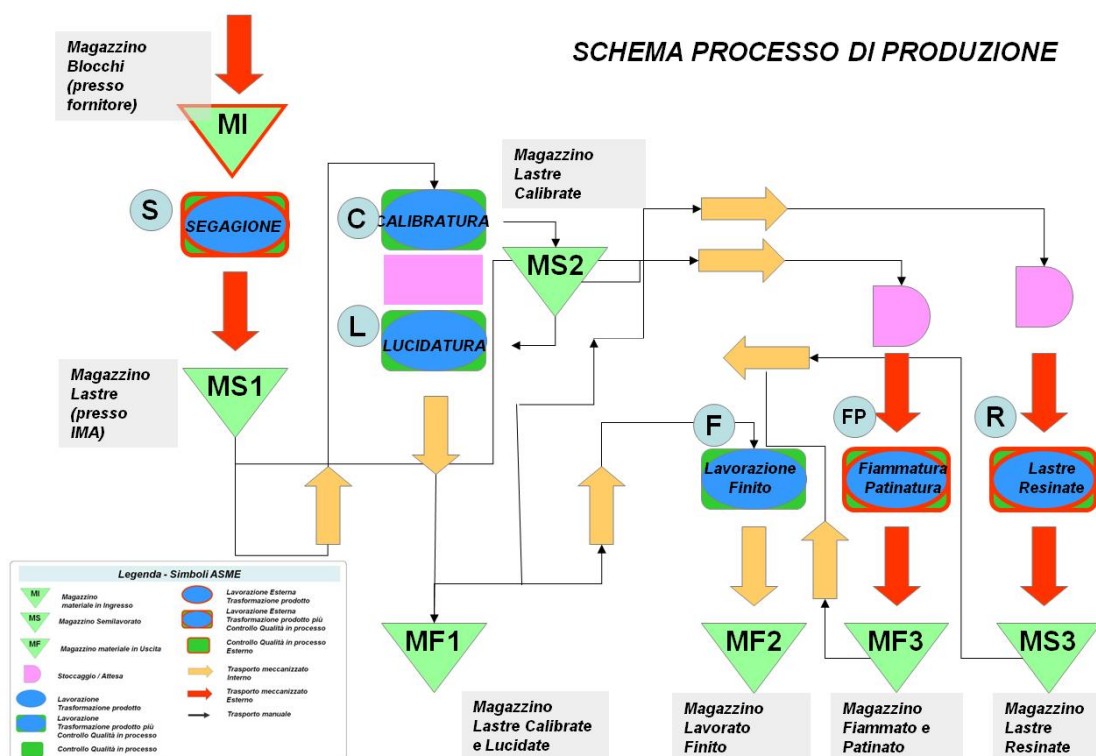 SCHEMA PROCESSO DI PRODUZIONE
Magazzino
Blocchi
(presso
fornitore)
MI
S
SEGAGIONE
Magazzino
Lastre
(presso
IMA)
MS1
C
CALIBRATURA
L
LUCIDATURA
Magazzino
Lastre
Calibrate
MS2
F
Lavorazione
Finito
FP
Fiammatura
Patinatura
R
Lastre
Resinate
MF1
MF2
MF3
MS3
Magazzino
Lastre Calibrate
e Lucidate
Magazzino
Lavorato
Finito
Magazzino
Fiammato e
Patinato
Magazzino
Lastre
Resinate
Legenda - Simboli ASME
MI
Magazzino
materiale in Ingresso
MS
Magazzino Semilavorato
MF
Magazzino materiale in Uscita
Stoccaggio / Attesa
Lavorazione
Trasformazione prodotto
Lavorazione
Trasformazione prodotto più
Controllo Qualità in processo
Controllo Qualità in processo
Lavorazione Esterna
Trasformazione prodotto
Lavorazione Esterna
Trasformazione prodotto più
Controllo Qualità in processo
Controllo Qualità in processo
Esterno
Trasporto meccanizzato
Interno
Trasporto meccanizzato
Esterno
Trasporto manuale